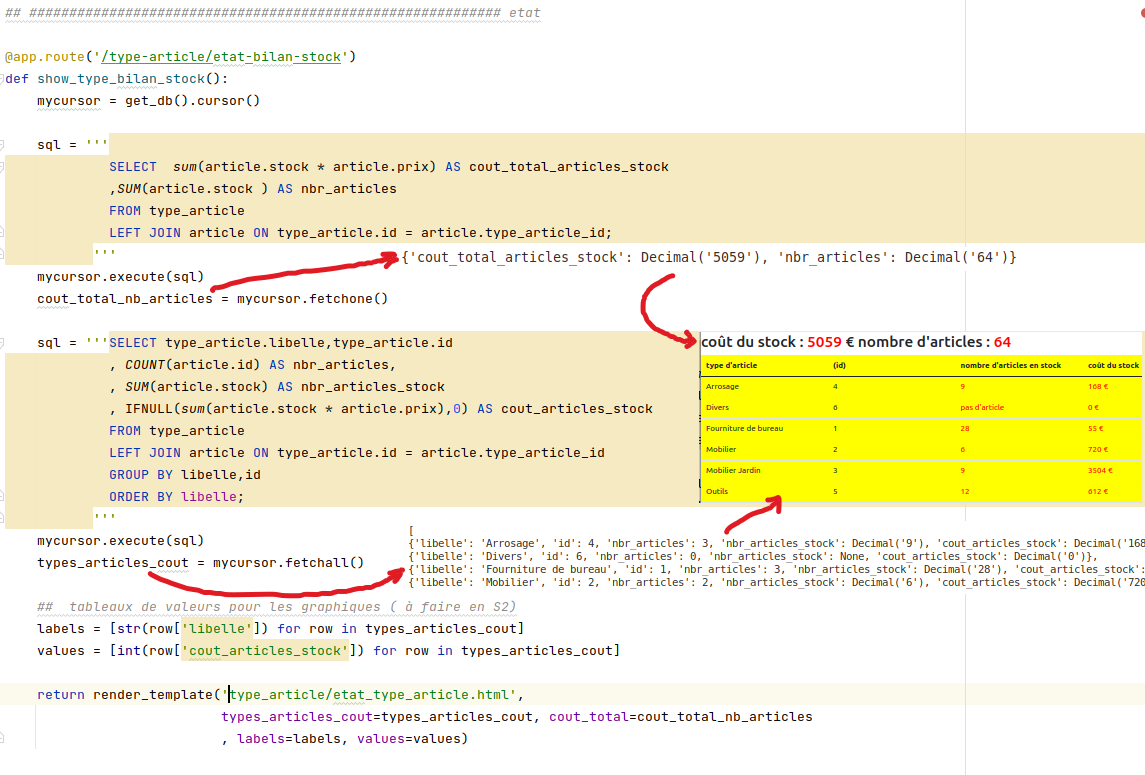 ## ########################################################### etat
@app.route('/type-article/etat-bilan-stock')
def show_type_bilan_stock():
mycursor = get_db().cursor()
sql = '''
SELECT  sum(article.stock * article.prix) AS cout_total_articles_stock
,SUM(article.stock ) AS nbr_articles
FROM type_article
LEFT JOIN article ON type_article.id = article.type_article_id;
'''
{'cout_total_articles_stock': Decimal('5059'), 'nbr_articles': Decimal('64')}
mycursor.execute(sql)
cout_total_nb_articles = mycursor.fetchone()
sql = '''SELECT type_article.libelle,type_article.id
, COUNT(article.id) AS nbr_articles,
, SUM(article.stock) AS nbr_articles_stock
, IFNULL(sum(article.stock * article.prix),0) AS cout_articles_stock
FROM type_article
LEFT JOIN article ON type_article.id = article.type_article_id
GROUP BY libelle,id
ORDER BY libelle;
'''
coût du stock : 5059 € nombre d'articles : 64
type d'article (id) nombre d'articles en stock coût du stock
Arrosage 4 9 168 €
Divers 6 pas d'article 0 €
Fourniture de bureau 1 28 55 €
Mobilier 2 6 720 €
Mobilier Jardin 3 9 3504 €
Outils 5 12 612 €
mycursor.execute(sql)
types_articles_cout = mycursor.fetchall()
[
{'libelle': 'Arrosage', 'id': 4, 'nbr_articles': 3, 'nbr_articles_stock': Decimal('9'), 'cout_articles_stock': Decimal('168
{'libelle': 'Divers', 'id': 6, 'nbr_articles': 0, 'nbr_articles_stock': None, 'cout_articles_stock': Decimal('0')},
{'libelle': 'Fourniture de bureau', 'id': 1, 'nbr_articles': 3, 'nbr_articles_stock': Decimal('28'), 'cout_articles_stock':
{'libelle': 'Mobilier', 'id': 2, 'nbr_articles': 2, 'nbr_articles_stock': Decimal('6'), 'cout_articles_stock': Decimal('720
##  tableaux de valeurs pour les graphiques ( à faire en S2)
labels = [str(row['libelle']) for row in types_articles_cout]
values = [int(row['cout_articles_stock']) for row in types_articles_cout]
return render_template('type_article/etat_type_article.html',
types_articles_cout=types_articles_cout, cout_total=cout_total_nb_articles
, labels=labels, values=values)